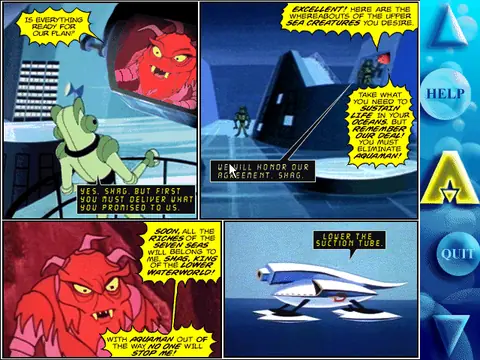 IS EVERYTHING
READY FOR
OUR PLAN?
YES, SHAG, BUT FIRST
YOU MUST DELIVER WHAT
YOU PROMISED TO US.
EXCELLENT! HERE ARE THE
WHEREABOUTS OF THE UPPER
SEA CREATURES YOU DESIRE.
TAKE WHAT
YOU NEED TO
SUSTAIN
LIFE IN YOUR
OCEANS. BUT
REMEMBER
OUR DEAL!
YOU MUST
ELIMINATE
AQUAMAN!
WE WILL HONOR OUR
AGREEMENT, SHAG.
SOON, ALL THE
RICHES OF THE
SEVEN SEAS
WILL BELONG TO
ME, SHAG, KING
OF THE LOWER
WATERWORLD!
WITH AQUAMAN OUT OF
THE WAY, NO ONE WILL
STOP ME!
LOWER THE
SUCTION TUBE.
HELP
A
QUIT